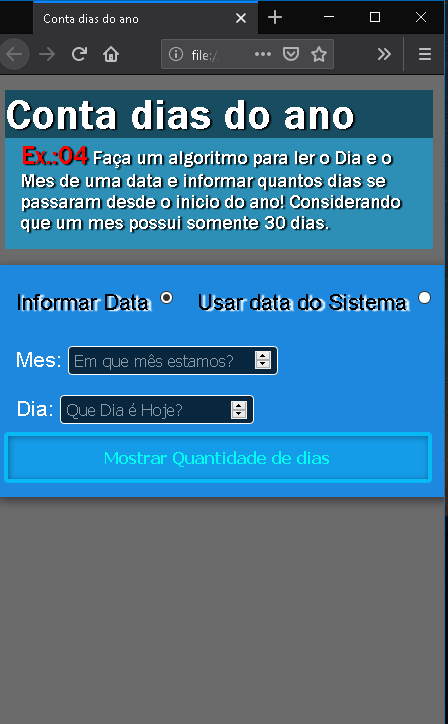 Conta dias do ano
file:/
Conta dias do ano
Ex.:04 Faça um algoritmo para ler o Dia e o
Mes de uma data e informar quantos dias se
passaram desde o inicio do ano! Considerando
que um mes possui somente 30 dias.
Informar Data Usar data do Sistema
Mes: Em que mês estamos?
Dia: Que Dia é Hoje?
Mostrar Quantidade de dias